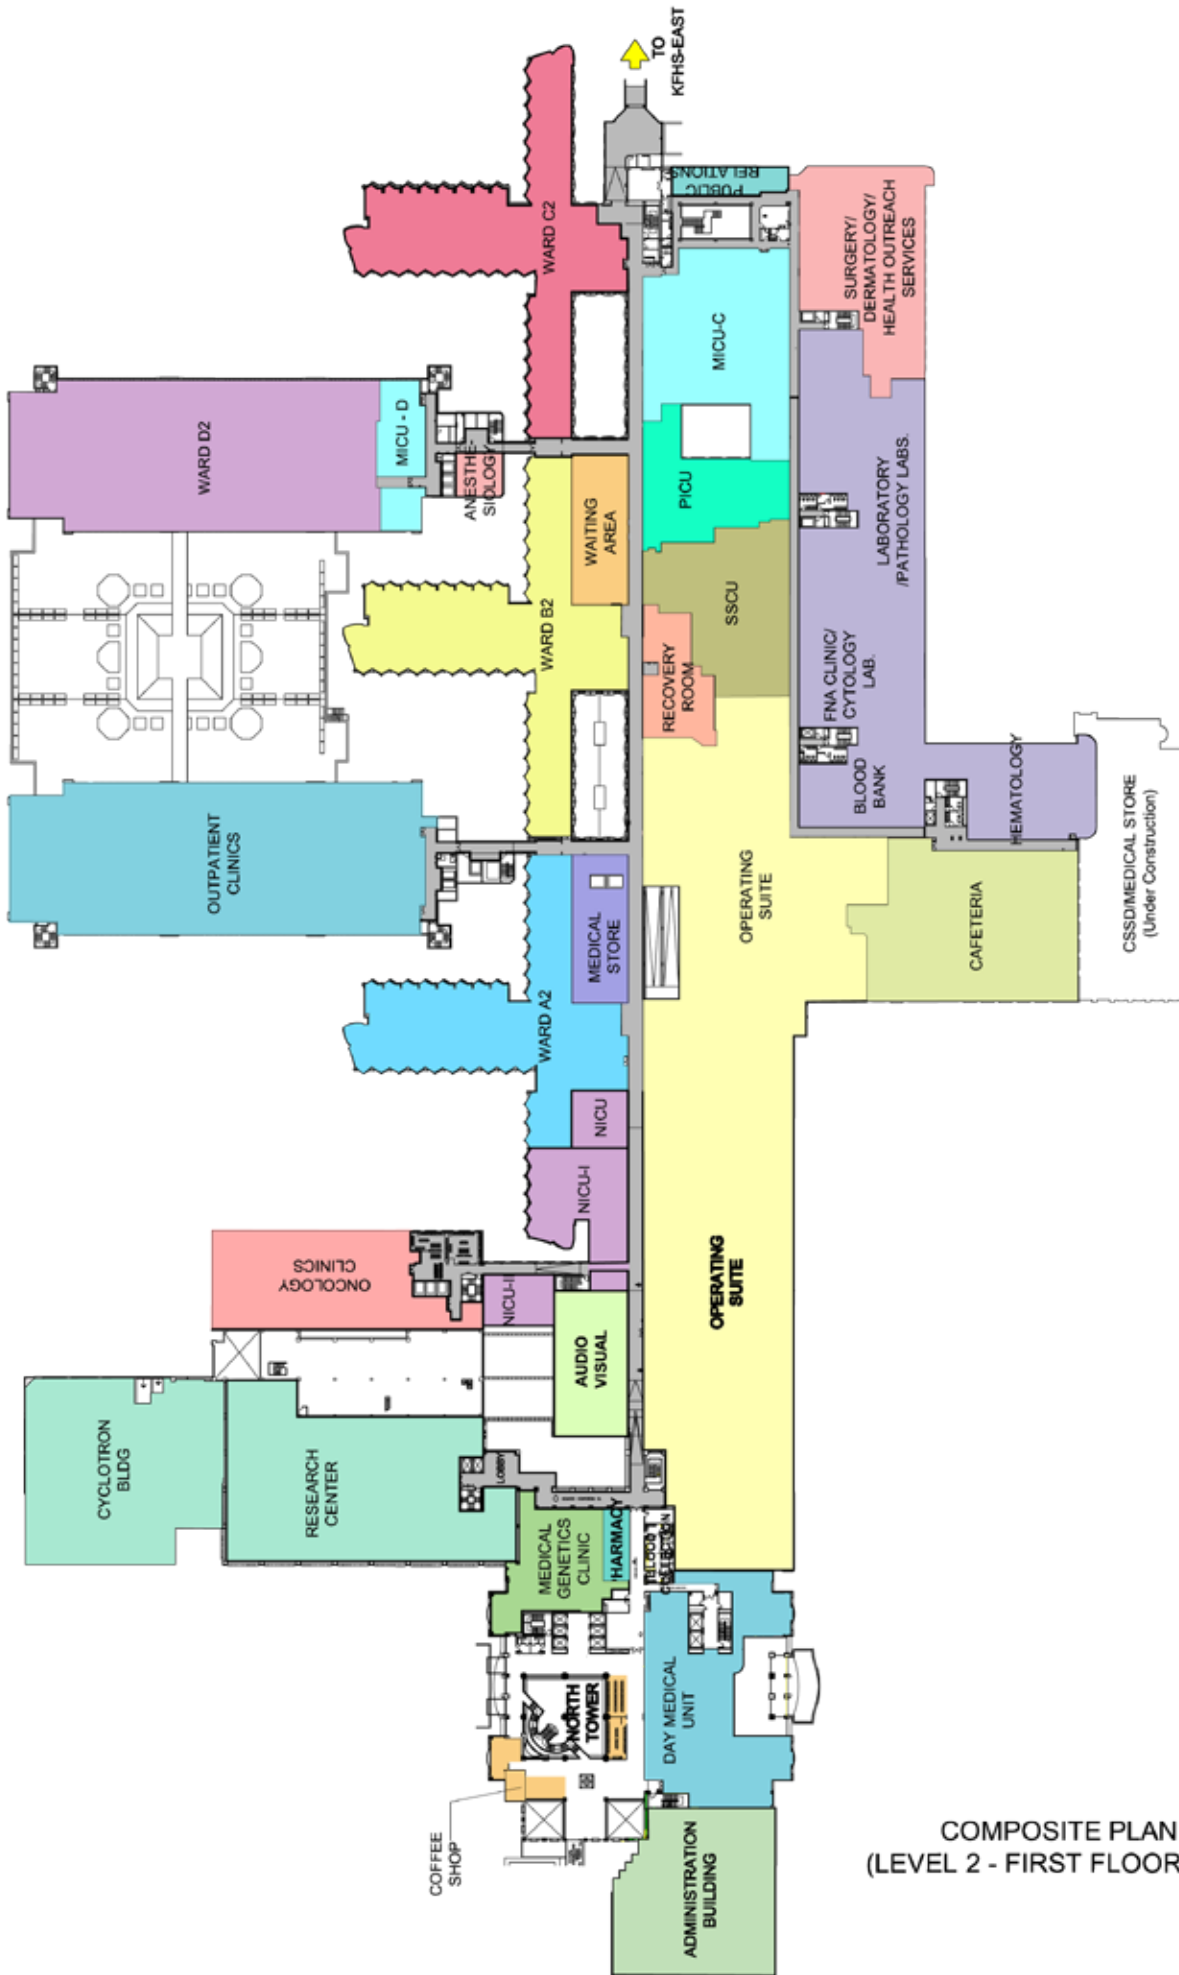 TO
KFHS-EAST
PUBLIC
RELATIONS
WARD C2
SURGERY/
DERMATOLOGY/
HEALTH OUTREACH
SERVICES
MICU-C
WARD D2
MICU - D
ANESTHE-
SIOLOGY
WAITING
AREA
PICU
LABORATORY
/PATHOLOGY LABS.
WARD B2
SSCU
RECOVERY
ROOM
FNA CLINIC/
CYTOLOGY
LAB.
BLOOD
BANK
HEMATOLOGY
CSSD/MEDICAL STORE
(Under Construction)
OUTPATIENT
CLINICS
MEDICAL
STORE
OPERATING
SUITE
CAFETERIA
WARD A2
NICU
NICU-I
ONCOLOGY
CLINICS
NICU-II
AUDIO
VISUAL
OPERATING
SUITE
CYCLOTRON
BLDG
RESEARCH
CENTER
LOBBY
MEDICAL
GENETICS
CLINIC
PHARMACY
NORTH
TOWER
DAY MEDICAL
UNIT
COFFEE
SHOP
ADMINISTRATION
BUILDING
COMPOSITE PLAN
(LEVEL 2 - FIRST FLOOR